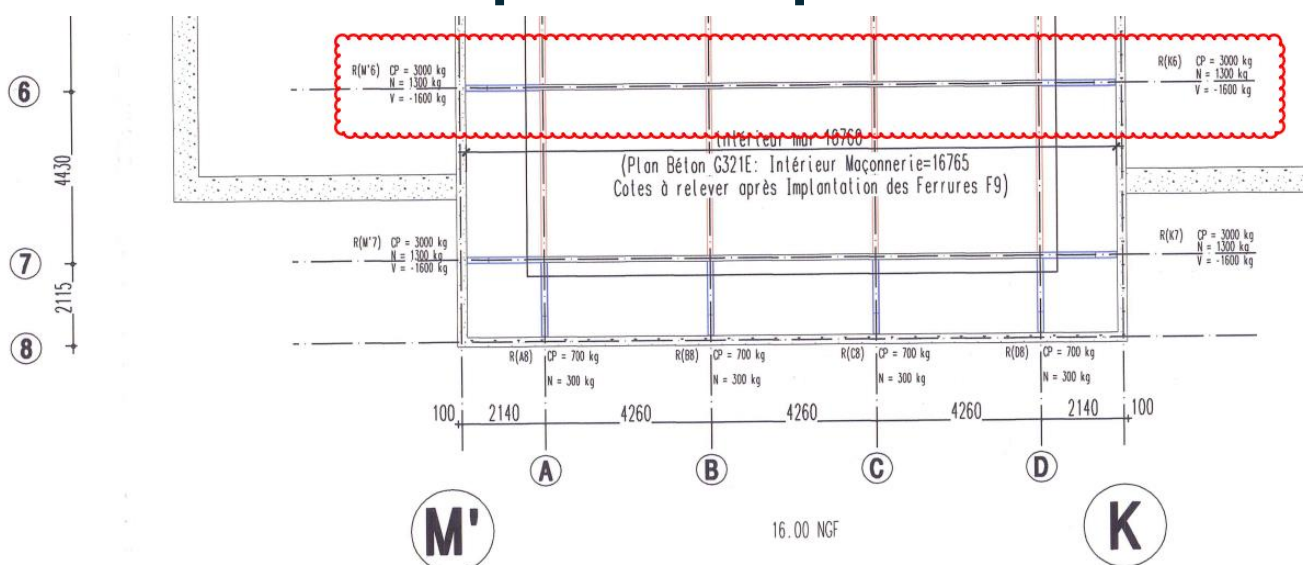 R(M'6) CP = 3000 kg
N = 1300 kg
V = -1600 kg
R(K6) CP = 3000 kg
N = 1300 kg
V = -1600 kg
6
4430
Intérieur mur 16760
(Plan Béton G321E: Intérieur Maçonnerie=16765
Cotes à relever après Implantation des Ferrures F9)
R(M'7) CP = 3000 kg
N = 1300 kg
V = -1600 kg
R(K7) CP = 3000 kg
N = 1300 kg
V = -1600 kg
7
2115
8
R(A8) CP = 700 kg
N = 300 kg
R(B8) CP = 700 kg
N = 300 kg
R(C8) CP = 700 kg
N = 300 kg
R(D8) CP = 700 kg
N = 300 kg
100 2140 4260 4260 4260 2140 100
A B C D
M' K
16.00 NGF